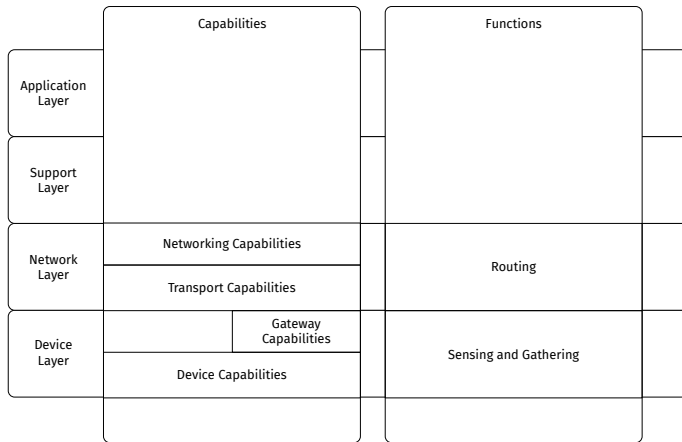 Capabilities
Functions
Application
Layer
Support
Layer
Network
Layer
Networking Capabilities
Transport Capabilities
Routing
Device
Layer
Gateway
Capabilities
Device Capabilities
Sensing and Gathering